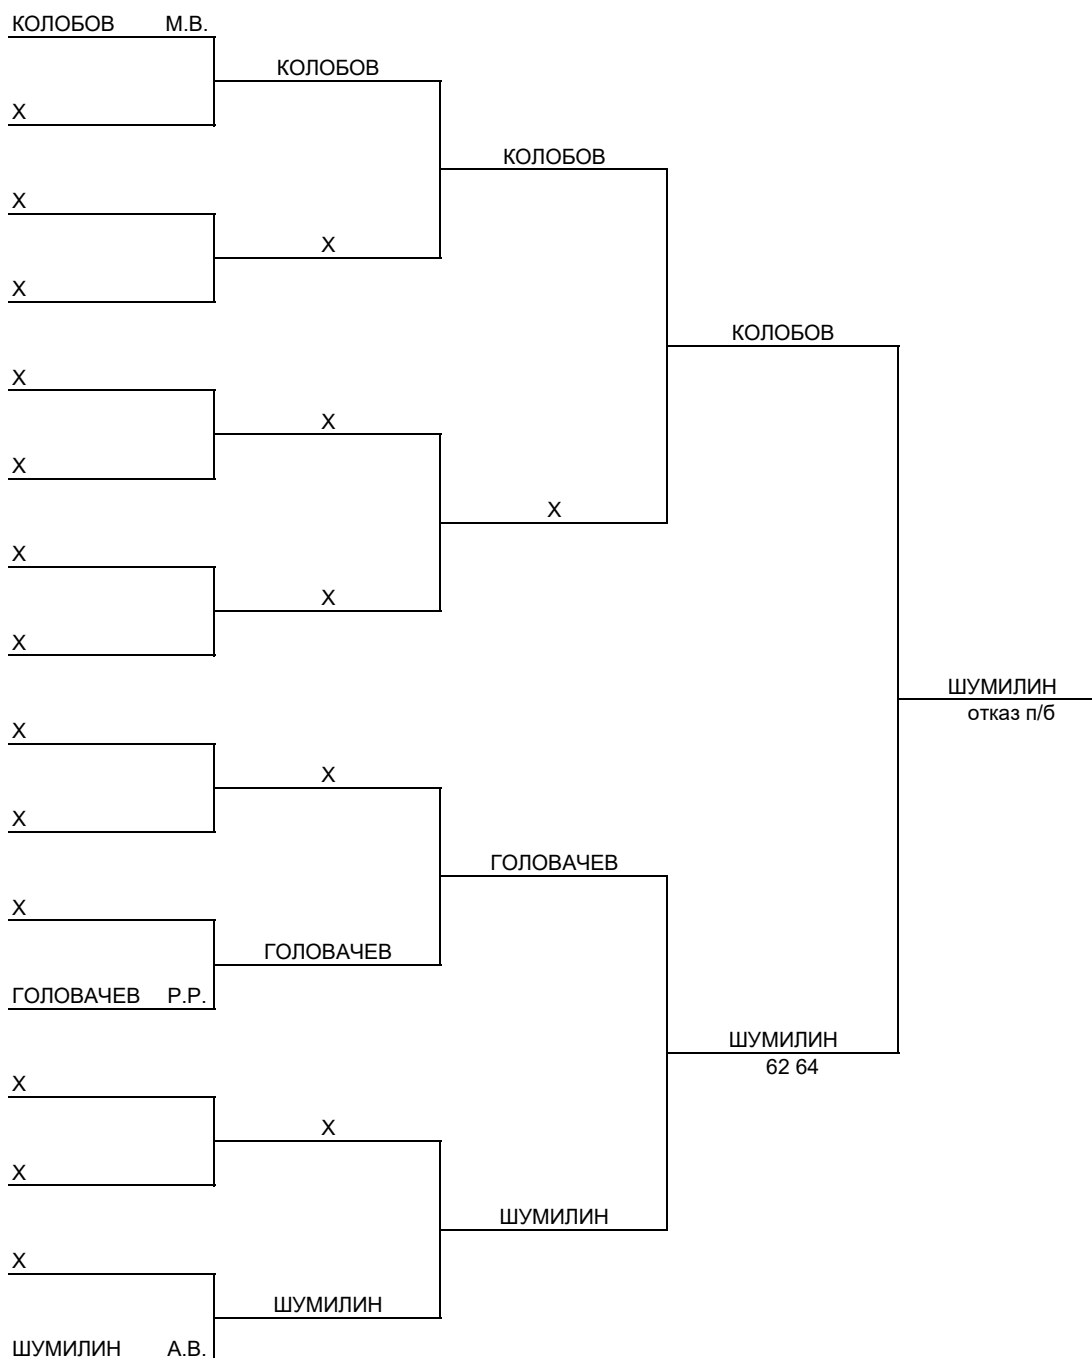 КОЛОБОВ М.В.
КОЛОБОВ
X
КОЛОБОВ
X
X
X
КОЛОБОВ
X
X
X
X
X
X
X
ШУМИЛИН
отказ п/б
X
X
X
ГОЛОВАЧЕВ
X
ГОЛОВАЧЕВ
ГОЛОВАЧЕВ Р.Р.
ШУМИЛИН
62 64
X
X
X
ШУМИЛИН
X
ШУМИЛИН
ШУМИЛИН А.В.